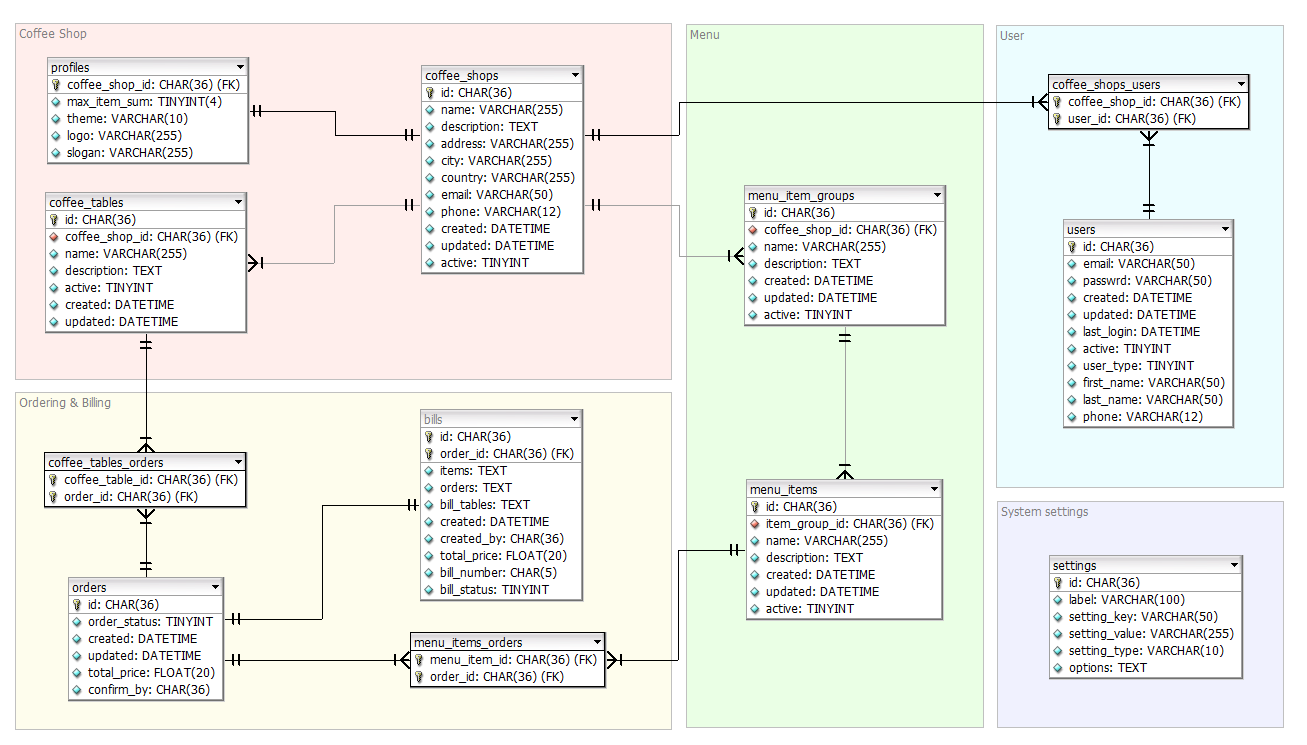 Coffee Shop
profiles
coffee_shop_id: CHAR(36) (FK)
max_item_sum: TINYINT(4)
theme: VARCHAR(10)
logo: VARCHAR(255)
slogan: VARCHAR(255)
coffee_shops
id: CHAR(36)
name: VARCHAR(255)
description: TEXT
address: VARCHAR(255)
city: VARCHAR(255)
country: VARCHAR(255)
email: VARCHAR(50)
phone: VARCHAR(12)
created: DATETIME
updated: DATETIME
active: TINYINT
coffee_tables
id: CHAR(36)
coffee_shop_id: CHAR(36) (FK)
name: VARCHAR(255)
description: TEXT
active: TINYINT
created: DATETIME
updated: DATETIME
Ordering & Billing
coffee_tables_orders
coffee_table_id: CHAR(36) (FK)
order_id: CHAR(36) (FK)
bills
id: CHAR(36)
order_id: CHAR(36) (FK)
items: TEXT
orders: TEXT
bill_tables: TEXT
created: DATETIME
created_by: CHAR(36)
total_price: FLOAT(20)
bill_number: CHAR(5)
bill_status: TINYINT
orders
id: CHAR(36)
order_status: TINYINT
created: DATETIME
updated: DATETIME
total_price: FLOAT(20)
confirm_by: CHAR(36)
menu_items_orders
menu_item_id: CHAR(36) (FK)
order_id: CHAR(36) (FK)
Menu
menu_item_groups
id: CHAR(36)
coffee_shop_id: CHAR(36) (FK)
name: VARCHAR(255)
description: TEXT
created: DATETIME
updated: DATETIME
active: TINYINT
menu_items
id: CHAR(36)
item_group_id: CHAR(36) (FK)
name: VARCHAR(255)
description: TEXT
created: DATETIME
updated: DATETIME
active: TINYINT
User
coffee_shops_users
coffee_shop_id: CHAR(36) (FK)
user_id: CHAR(36) (FK)
users
id: CHAR(36)
email: VARCHAR(50)
passwrd: VARCHAR(50)
created: DATETIME
updated: DATETIME
last_login: DATETIME
active: TINYINT
user_type: TINYINT
first_name: VARCHAR(50)
last_name: VARCHAR(50)
phone: VARCHAR(12)
System settings
settings
id: CHAR(36)
label: VARCHAR(100)
setting_key: VARCHAR(50)
setting_value: VARCHAR(255)
setting_type: VARCHAR(10)
options: TEXT